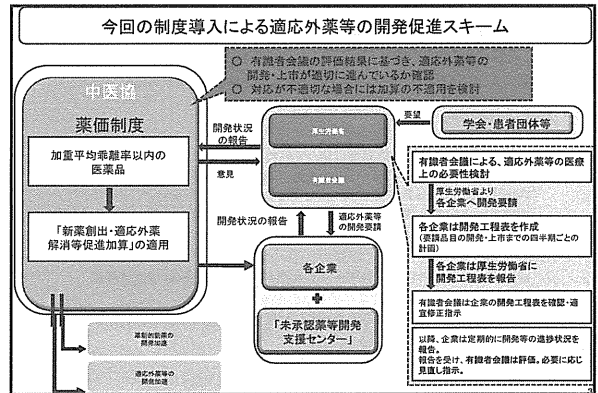 今回の制度導入による適応外薬等の開発促進スキーム
○ 有識者会議の評価結果に基づき、適応外薬等の
開発・上市が適切に進んでいるか確認
○ 対応が不適切な場合には加算の不適用を検討
中医協
薬価制度
加重平均乖離率以内の
医薬品
「新薬創出・適応外薬
解消等促進加算」の適用
革新的新薬の
開発加速
適応外薬等の
開発加速
開発状況
の報告
意見
厚生労働省
有識者会議
要望
学会・患者団体等
開発状況の報告
適応外薬等
の開発要請
各企業
+
「未承認薬等開発
支援センター」
有識者会議による、適応外薬等の医療
上の必要性検討
厚生労働省より
各企業へ開発要請
各企業は開発工程表を作成
(要請品目の開発・上市までの四半期ごとの
計画)
各企業は厚生労働省に
開発工程表を報告
有識者会議は企業の開発工程表を確認・適
宜修正指示
以降、企業は定期的に開発等の進捗状況を
報告。
報告を受け、有識者会議は評価。必要に応じ
見直し指示。